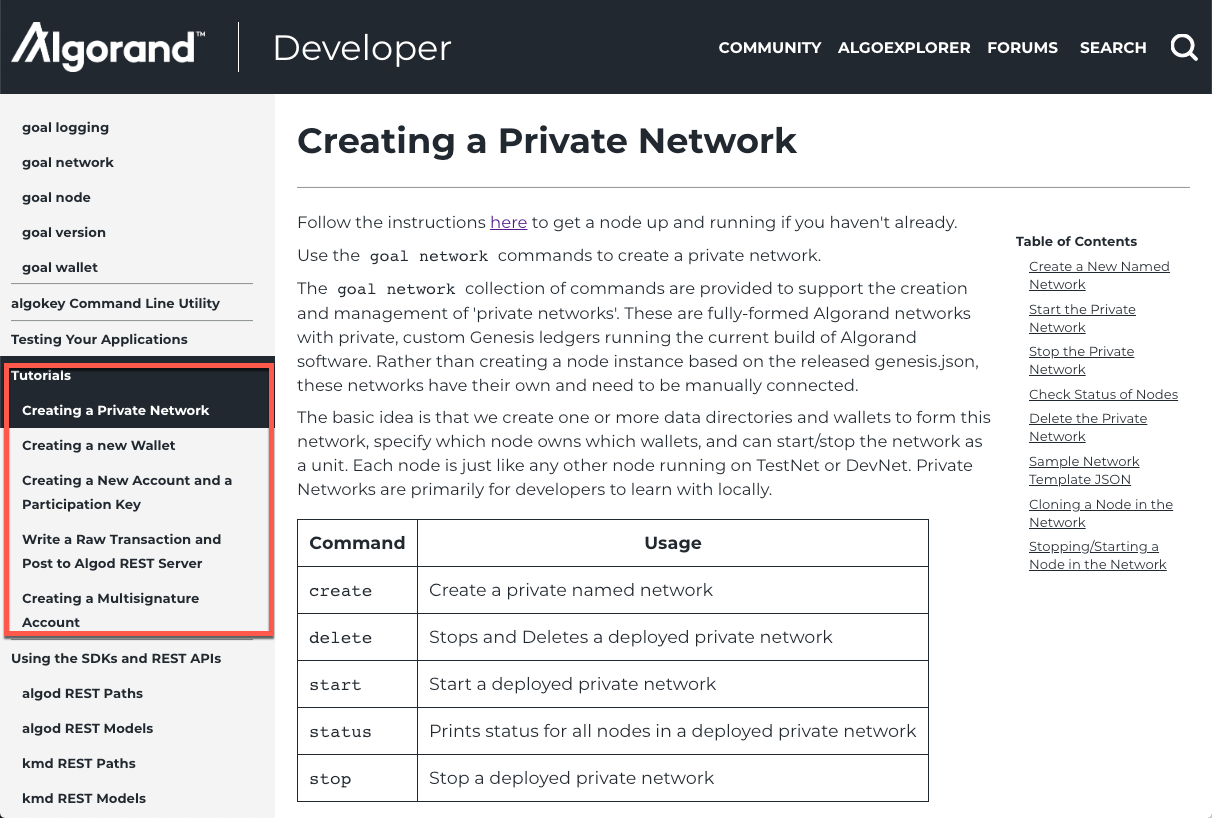 Algorand™ Developer COMMUNITY ALGOEXPLORER FORUMS SEARCH
goal logging
goal network
goal node
goal version
goal wallet
algokey Command Line Utility
Testing Your Applications
Tutorials
Creating a Private Network
Creating a new Wallet
Creating a New Account and a
Participation Key
Write a Raw Transaction and
Post to Algod REST Server
Creating a Multisignature
Account
Using the SDKs and REST APIs
algod REST Paths
algod REST Models
kmd REST Paths
kmd REST Models
Creating a Private Network
Follow the instructions here to get a node up and running if you haven't already.
Use the goal network commands to create a private network.
The goal network collection of commands are provided to support the creation
and management of 'private networks'. These are fully-formed Algorand networks
with private, custom Genesis ledgers running the current build of Algorand
software. Rather than creating a node instance based on the released genesis.json,
these networks have their own and need to be manually connected.
The basic idea is that we create one or more data directories and wallets to form this
network, specify which node owns which wallets, and can start/stop the network as
a unit. Each node is just like any other node running on TestNet or DevNet. Private
Networks are primarily for developers to learn with locally.
Command Usage
create Create a private named network
delete Stops and Deletes a deployed private network
start Start a deployed private network
status Prints status for all nodes in a deployed private network
stop Stop a deployed private network
Table of Contents
Create a New Named
Network
Start the Private
Network
Stop the Private
Network
Check Status of Nodes
Delete the Private
Network
Sample Network
Template JSON
Cloning a Node in the
Network
Stopping/Starting a
Node in the Network